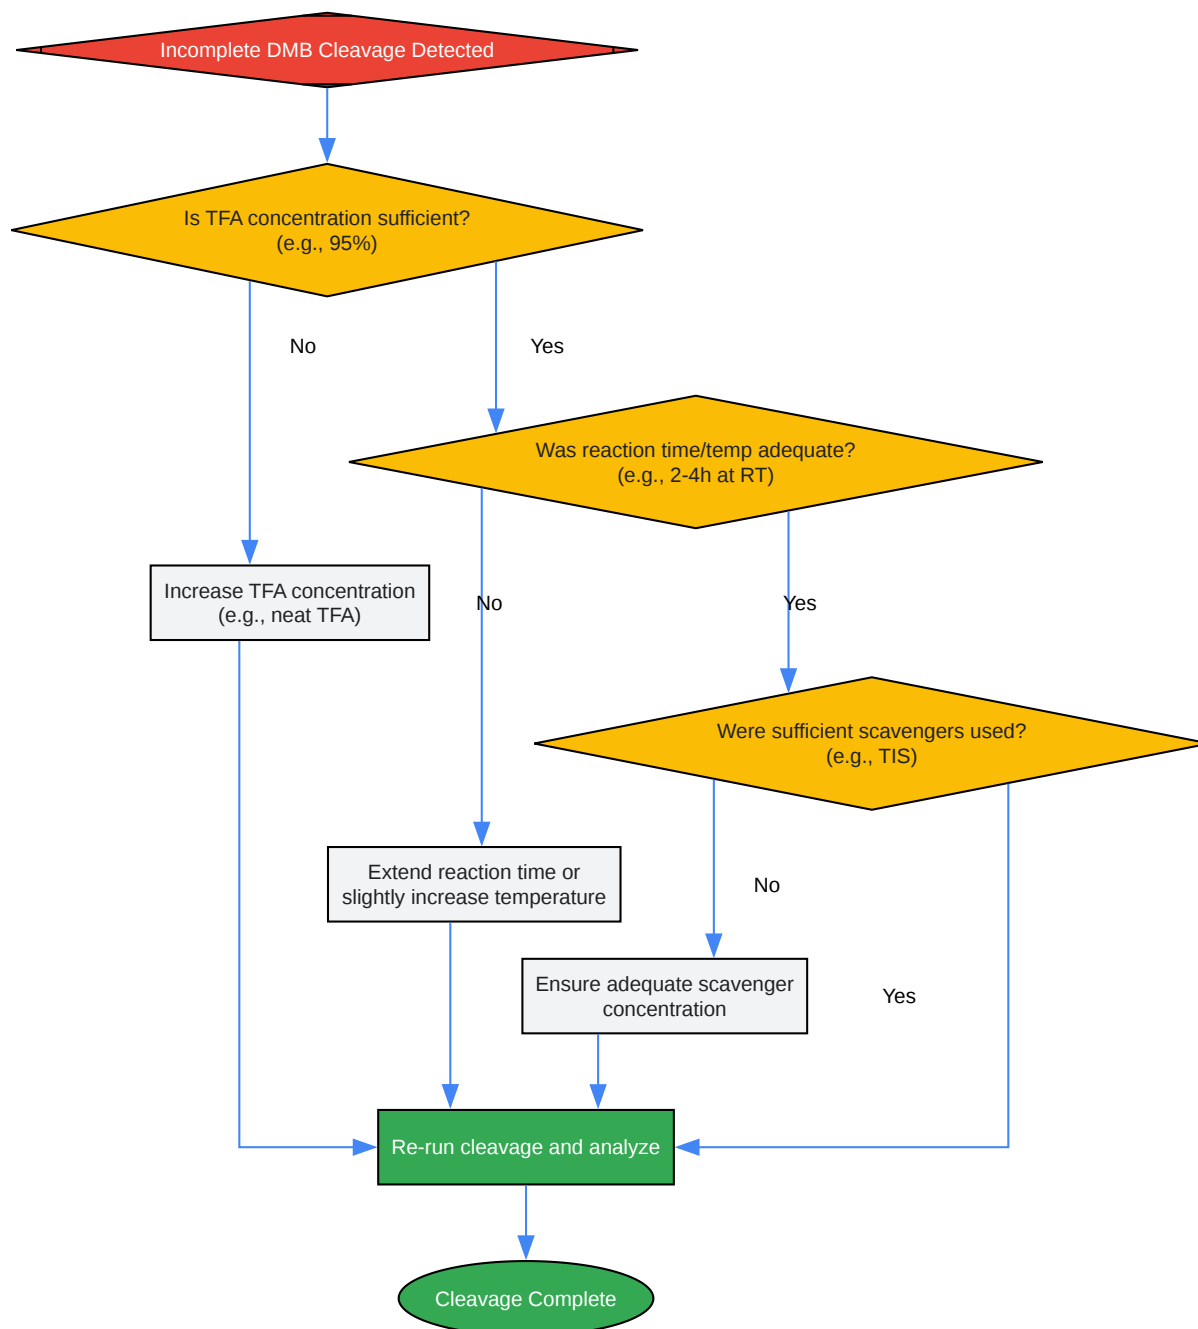 Incomplete DMB Cleavage Detected
Is TFA concentration sufficient?
(e.g., 95%)
No
Yes
Was reaction time/temp adequate?
(e.g., 2-4h at RT)
Increase TFA concentration
(e.g., neat TFA)
No
Yes
Were sufficient scavengers used?
(e.g., TIS)
Extend reaction time or
slightly increase temperature
No
Ensure adequate scavenger
concentration
Yes
Re-run cleavage and analyze
Cleavage Complete